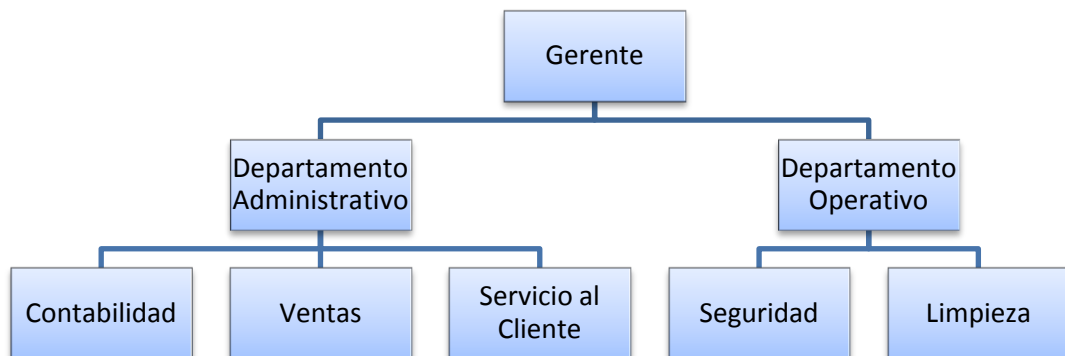 Gerente
Departamento
Administrativo
Departamento
Operativo
Contabilidad
Ventas
Servicio al
Cliente
Seguridad
Limpieza